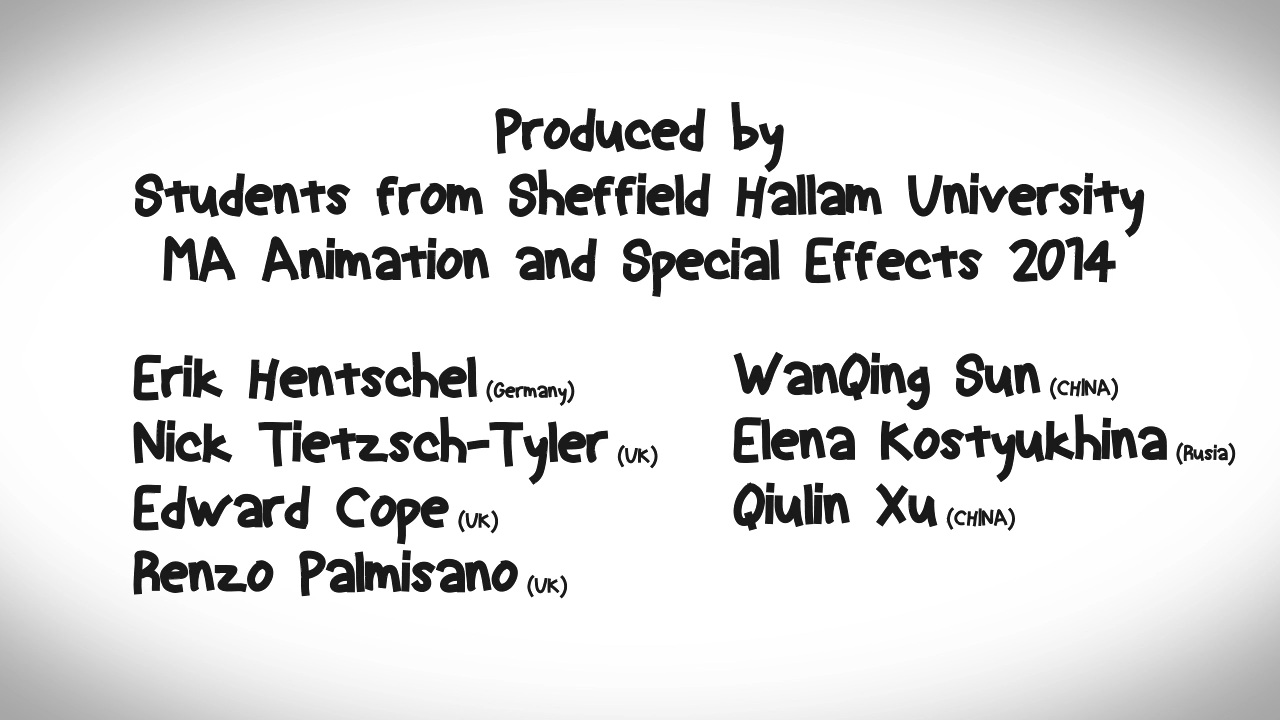 Produced by
Students from Sheffield Hallam University
MA Animation and Special Effects 2014
Erik Hentschel (Germany)
Nick Tietzsch-Tyler (UK)
Edward Cope (UK)
Renzo Palmisano (UK)
WanQing Sun (CHINA)
Elena Kostyukhina (Rusia)
Qiulin Xu (CHINA)